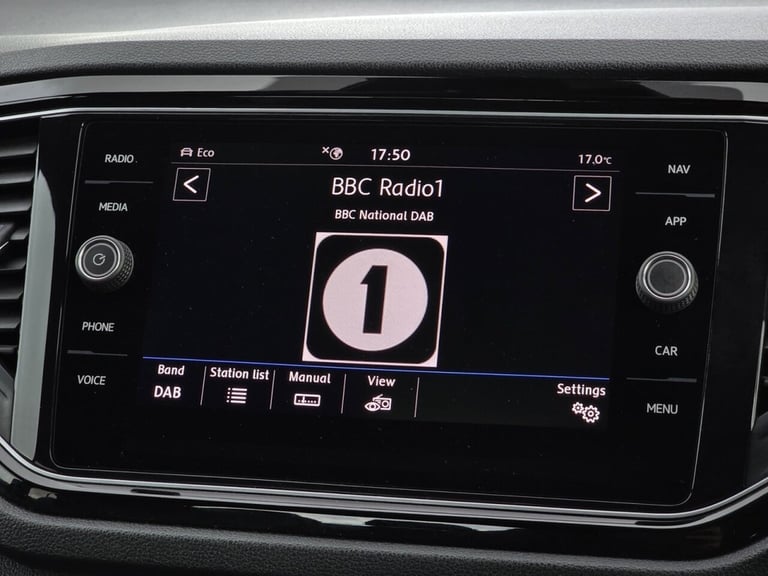 RADIO
MEDIA
PHONE
VOICE
Eco
17:50
17.0°C
<
BBC Radio1
>
BBC National DAB
1
Band
DAB
Station list
Manual
View
Settings
NAV
APP
CAR
MENU